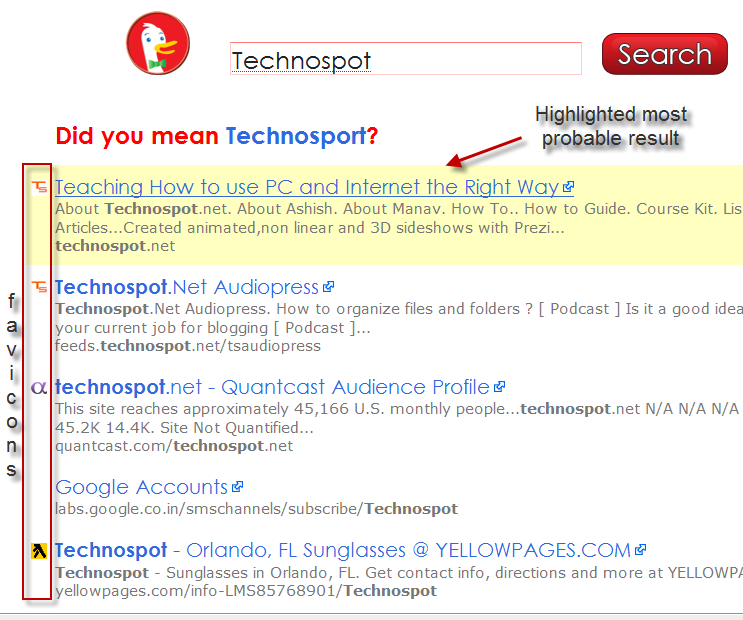 Technospot
Search
Highlighted most
probable result
Did you mean Technosport?
favicons
Teaching How to use PC and Internet the Right Way
About Technospot.net. About Ashish. About Manav. How To.. How to Guide. Course Kit. Lis
Articles...Created animated,non linear and 3D sideshows with Prezi...
technospot.net
Technospot.Net Audiopress
Technospot.Net Audiopress. How to organize files and folders ? [ Podcast ] Is it a good idea
your current job for blogging [ Podcast ]...
feeds.technospot.net/tsaudiopress
technospot.net - Quantcast Audience Profile
This site reaches approximately 45,166 U.S. monthly people...technospot.net N/A N/A N/A
45.2K 14.4K. Site Not Quantified...
quantcast.com/technospot.net
Google Accounts
labs.google.co.in/smschannels/subscribe/Technospot
Technospot - Orlando, FL Sunglasses @ YELLOWPAGES.COM
Technospot - Sunglasses in Orlando, FL. Get contact info, directions and more at YELLOWPA
yellowpages.com/info-LMS85768901/Technospot